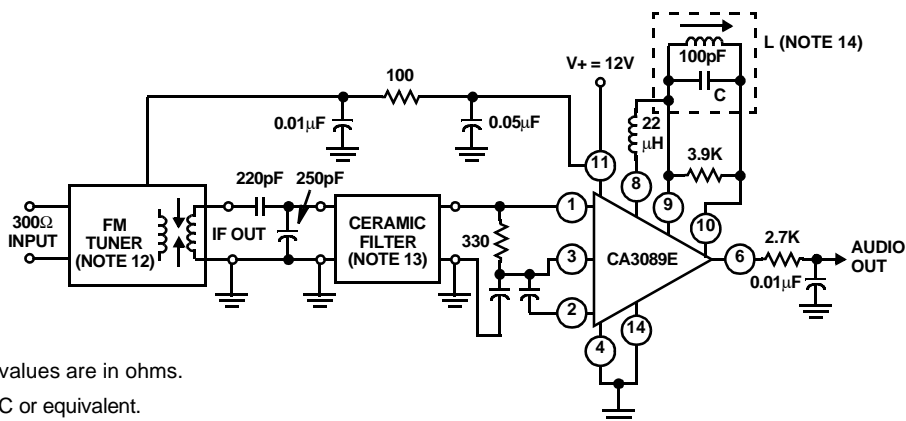 L (NOTE 14)
100pF
C
V+ = 12V
100
0.01μF
0.05μF
22
μH
3.9K
11
8
9
10
220pF
250pF
300Ω
INPUT
FM
TUNER
(NOTE 12)
IF OUT
CERAMIC
FILTER
(NOTE 13)
330
1
3
2
CA3089E
6
2.7K
AUDIO
OUT
0.01μF
4
14
values are in ohms.
C or equivalent.